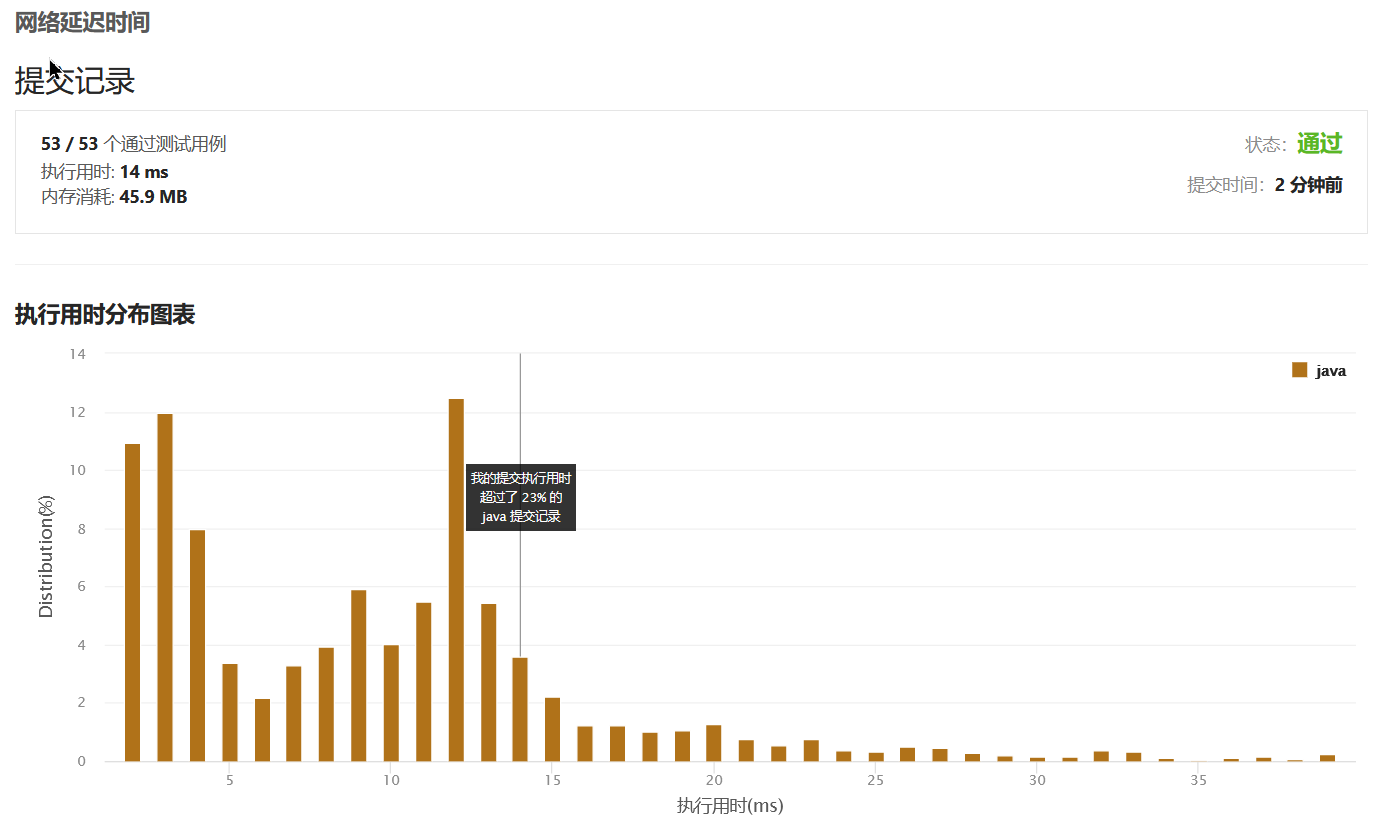 网络延迟时间
提交记录
53 / 53 个通过测试用例
状态：通过
执行用时: 14 ms
提交时间：2 分钟前
内存消耗: 45.9 MB
执行用时分布图表
14
12
10
8
6
4
2
0
Distribution(%)
java
我的提交执行用时
超过了 23% 的
java 提交记录
5 10 15 20 25 30 35
执行用时(ms)